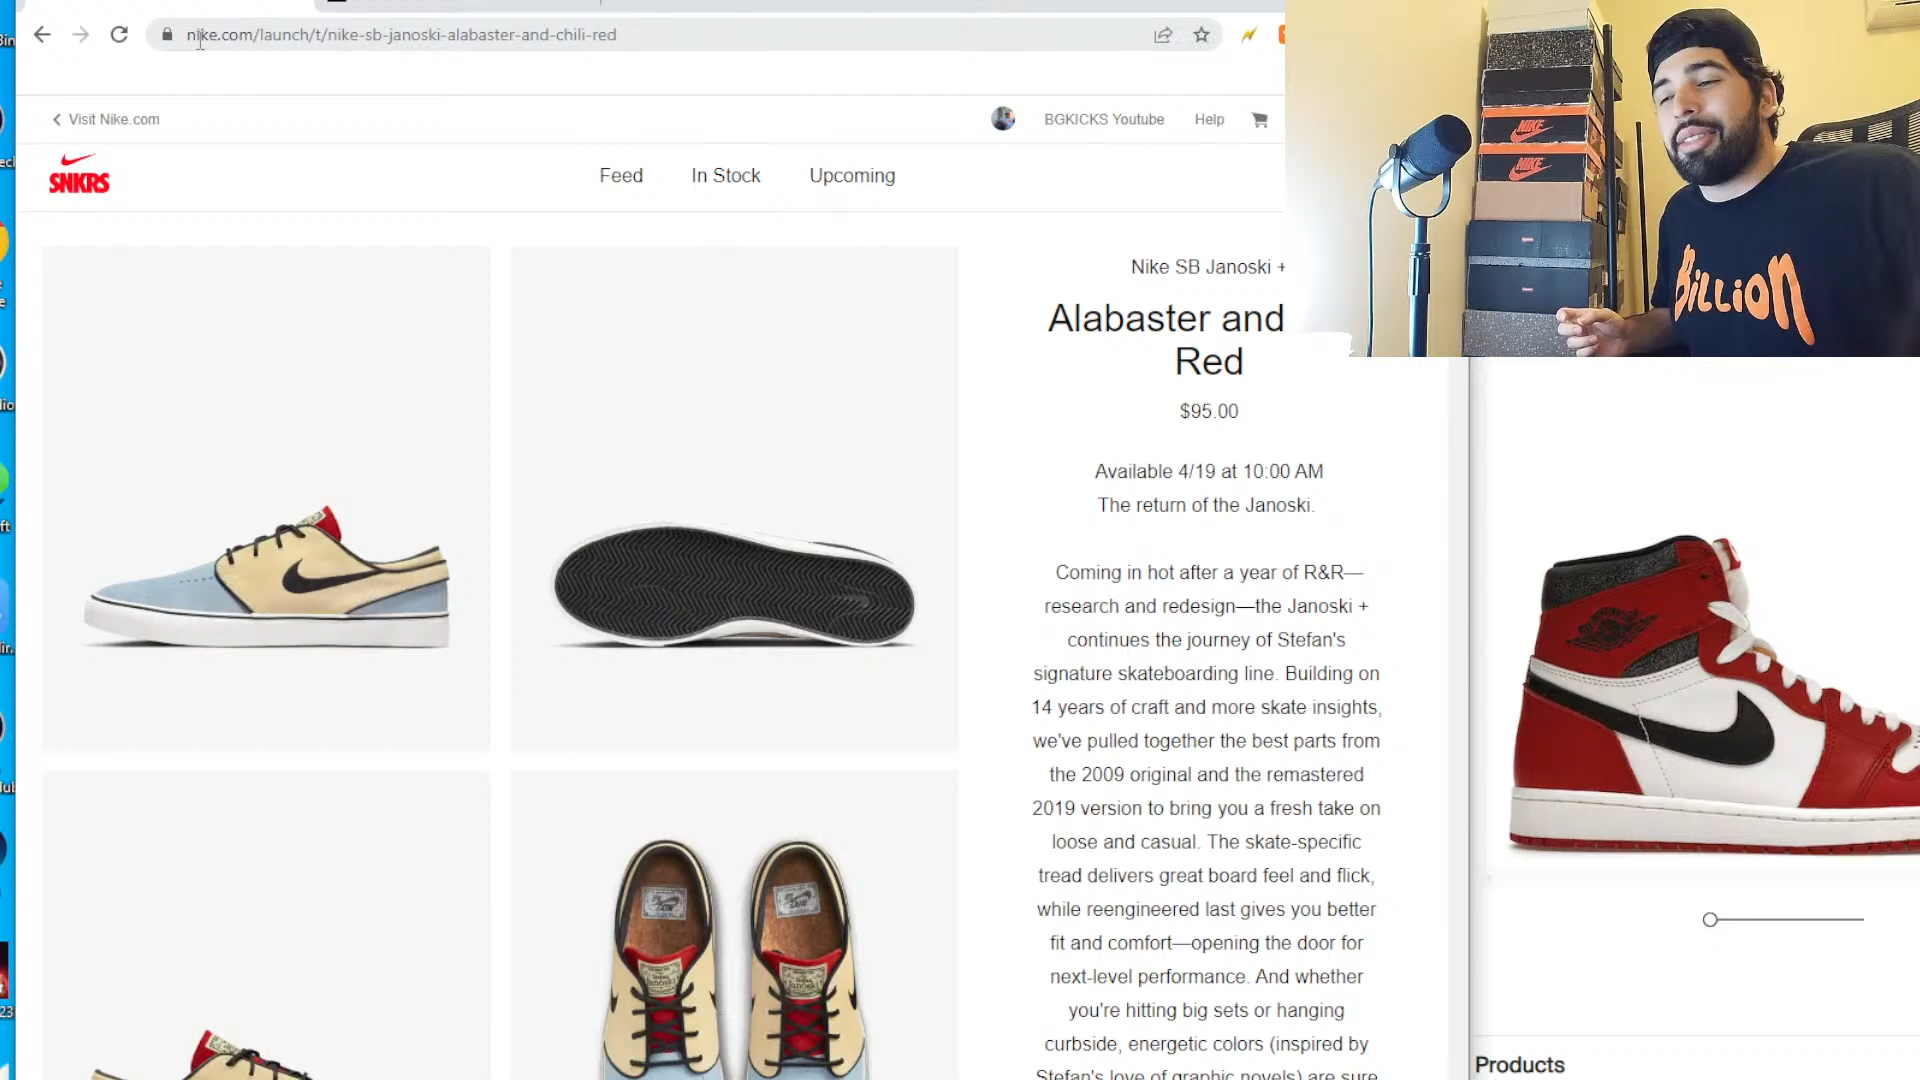 nike.com/launch/t/nike-sb-janoski-alabaster-and-chili-red
Visit Nike.com
BGKICKS Youtube
Help
SNKRS
Feed
In Stock
Upcoming
Nike SB Janoski +
Alabaster and
Red
$95.00
Available 4/19 at 10:00 AM
The return of the Janoski.
Coming in hot after a year of R&R—
research and redesign—the Janoski +
continues the journey of Stefan's
signature skateboarding line. Building on
14 years of craft and more skate insights,
we've pulled together the best parts from
the 2009 original and the remastered
2019 version to bring you a fresh take on
loose and casual. The skate-specific
tread delivers great board feel and flick,
while reengineered last gives you better
fit and comfort—opening the door for
next-level performance. And whether
you're hitting big sets or hanging
curbside, energetic colors (inspired by
Stefan's love of graphic novels) are sure
NIKE
NIKE
BILLION
Products